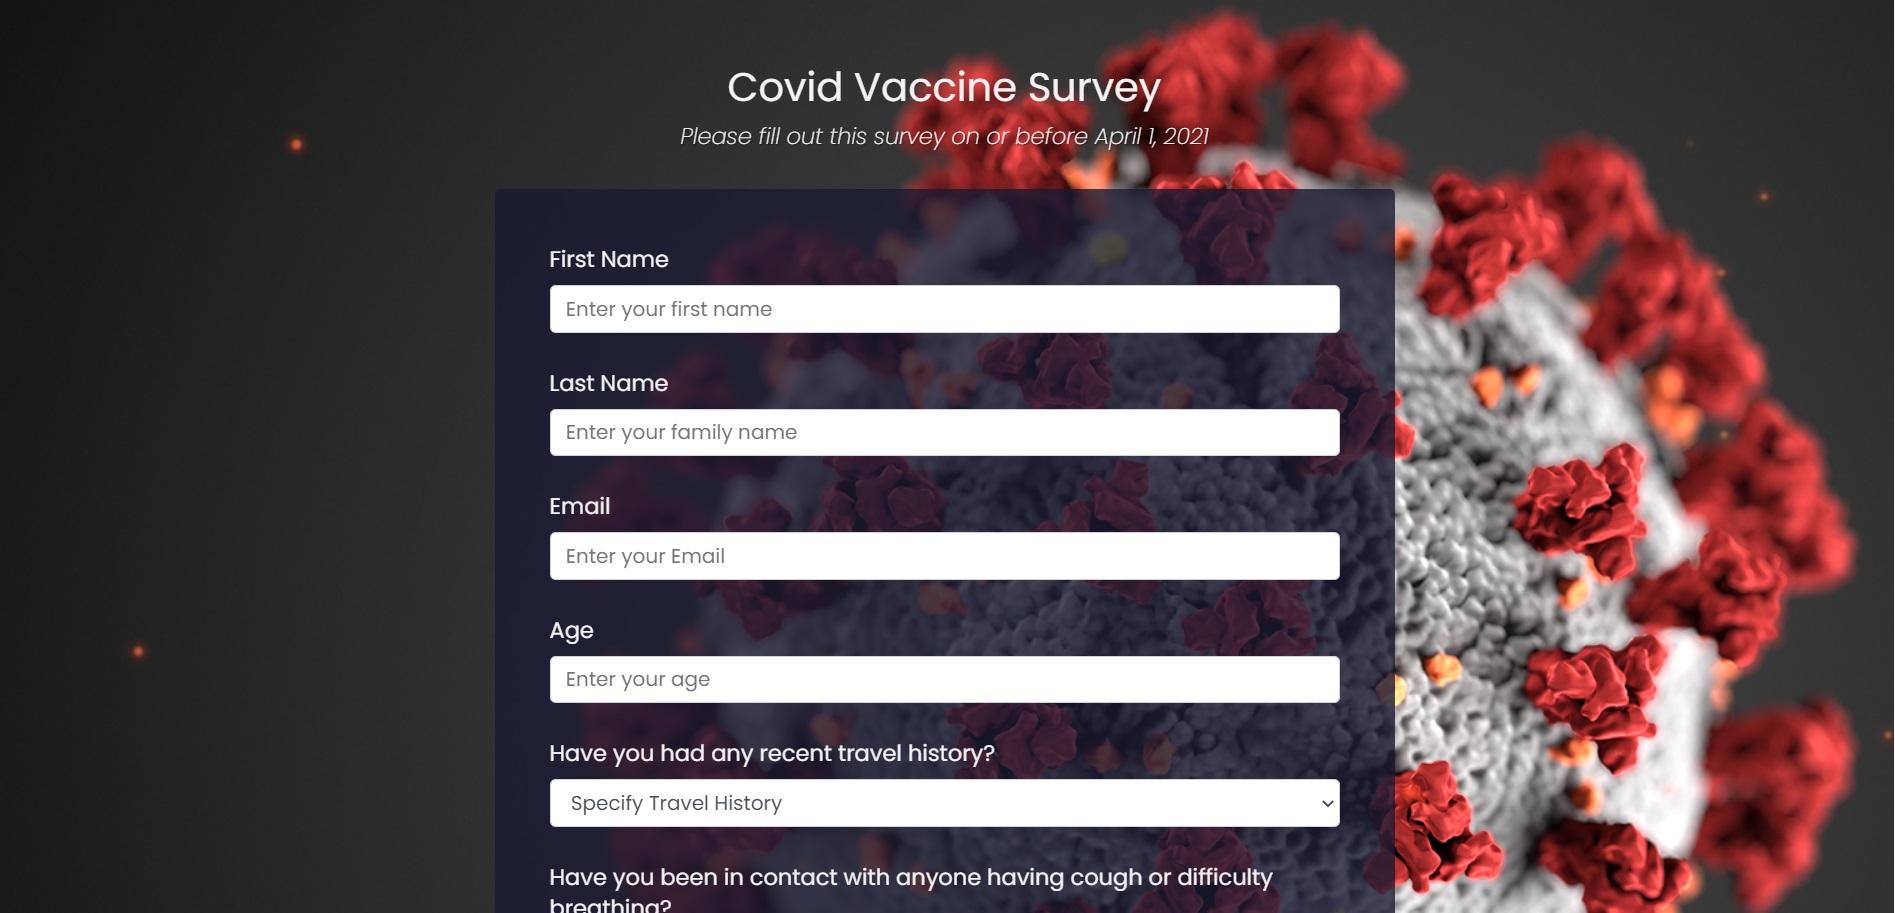 Covid Vaccine Survey
Please fill out this survey on or before April 1, 2021
First Name
Enter your first name
Last Name
Enter your family name
Email
Enter your Email
Age
Enter your age
Have you had any recent travel history?
Specify Travel History
Have you been in contact with anyone having cough or difficulty
breathing?